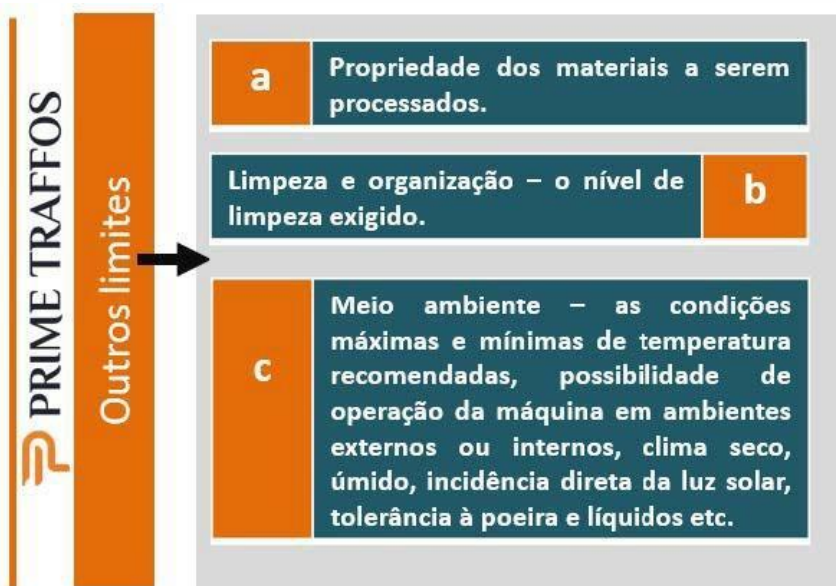 PRIME TRAFFOS
Outros limites
a
Propriedade dos materiais a serem
processados.
Limpeza e organização – o nível de
limpeza exigido.
b
c
Meio ambiente – as condições
máximas e mínimas de temperatura
recomendadas, possibilidade de
operação da máquina em ambientes
externos ou internos, clima seco,
úmido, incidência direta da luz solar,
tolerância à poeira e líquidos etc.